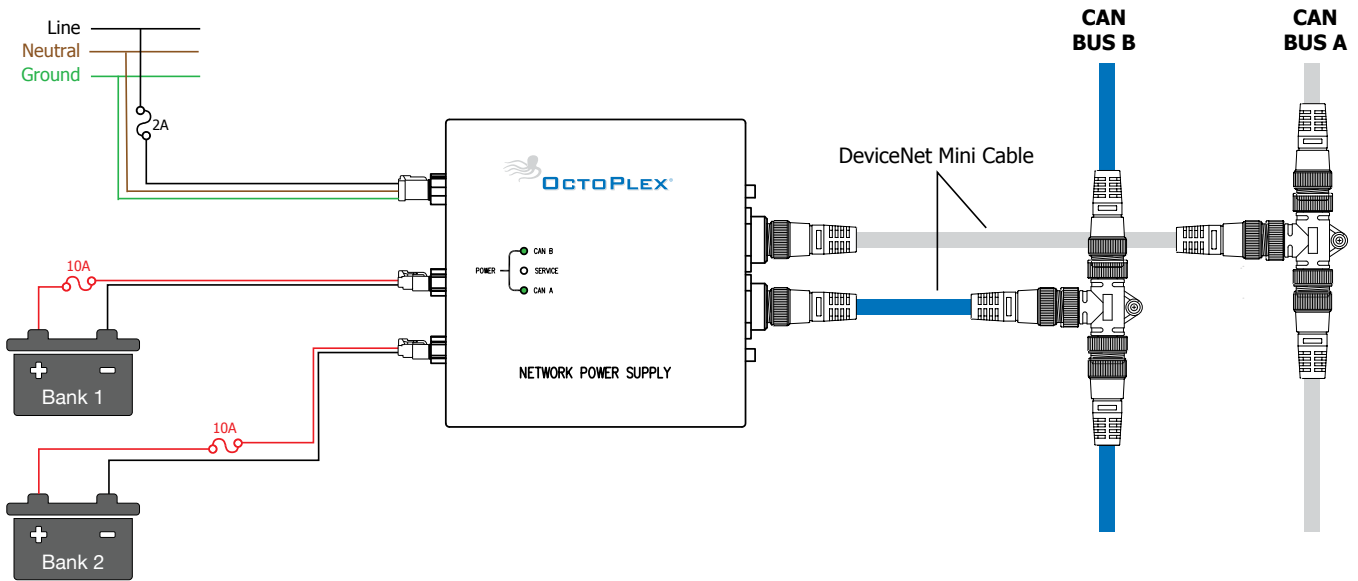 Line
Neutral
Ground
2A
CAN
BUS B
CAN
BUS A
DeviceNet Mini Cable
OCTOPLEX®
CAN B
POWER
SERVICE
CAN A
NETWORK POWER SUPPLY
10A
+ -
Bank 1
10A
+ -
Bank 2